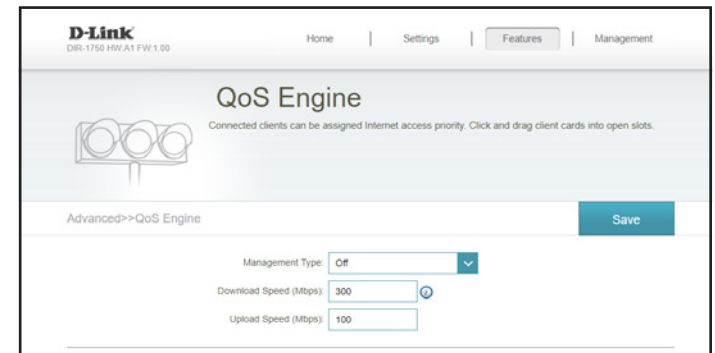 D-Link
DIR-1750 HW:A1 FW:1.00
Home | Settings | Features | Management
QoS Engine
Connected clients can be assigned Internet access priority. Click and drag client cards into open slots.
Advanced>>QoS Engine
Save
Management Type: Off
Download Speed (Mbps): 300
i
Upload Speed (Mbps): 100